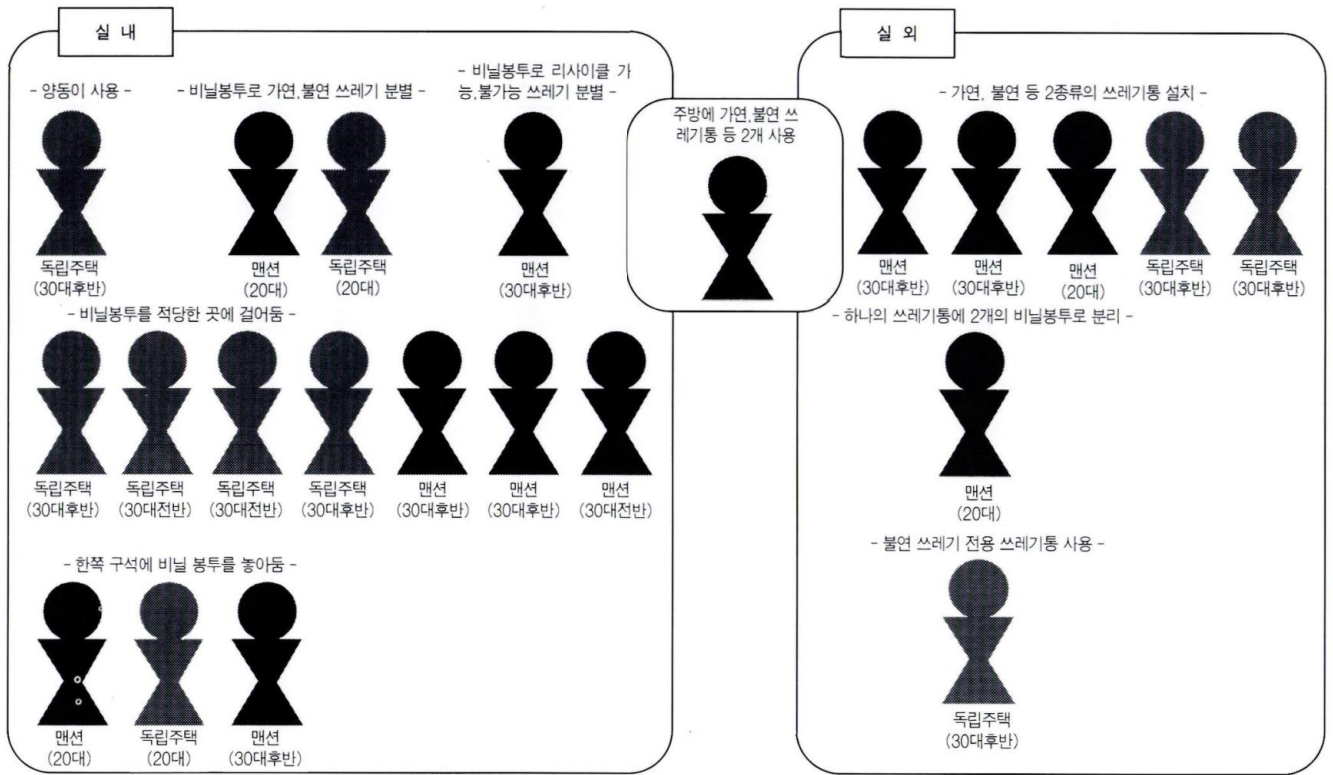 실 내
- 양동이 사용 -
- 비닐봉투로 가연,불연 쓰레기 분별 -
- 비닐봉투로 리사이클 가
능,불가능 쓰레기 분별 -
독립주택
(30대후반)
맨션
(20대)
독립주택
(20대)
맨션
(30대후반)
- 비닐봉투를 적당한 곳에 걸어둠 -
독립주택
(30대후반)
독립주택
(30대전반)
독립주택
(30대전반)
독립주택
(30대후반)
맨션
(30대후반)
맨션
(30대후반)
맨션
(30대전반)
- 한쪽 구석에 비닐 봉투를 놓아둠 -
맨션
(20대)
독립주택
(20대)
맨션
(30대후반)
주방에 가연,불연 쓰
레기통 등 2개 사용
실 외
- 가연, 불연 등 2종류의 쓰레기통 설치 -
맨션
(30대후반)
맨션
(30대후반)
맨션
(20대)
독립주택
(30대후반)
독립주택
(30대후반)
- 하나의 쓰레기통에 2개의 비닐봉투로 분리 -
맨션
(20대)
- 불연 쓰레기 전용 쓰레기통 사용 -
독립주택
(30대후반)